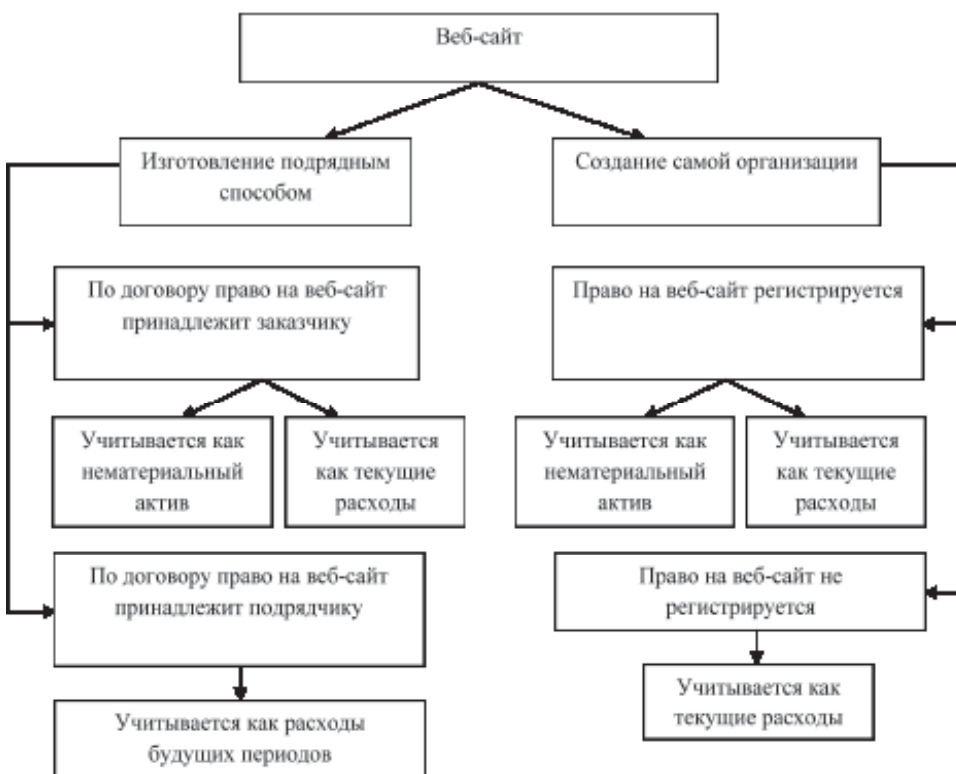 Веб-сайт
Изготовление подрядным
способом
Создание самой организации
По договору право на веб-сайт
принадлежит заказчику
Право на веб-сайт регистрируется
Учитывается как
нематериальный
актив
Учитывается
как текущие
расходы
Учитывается как
нематериальный
актив
Учитывается
как текущие
расходы
По договору право на веб-сайт
принадлежит подрядчику
Право на веб-сайт не
регистрируется
Учитывается как
текущие расходы
Учитывается как расходы
будущих периодов